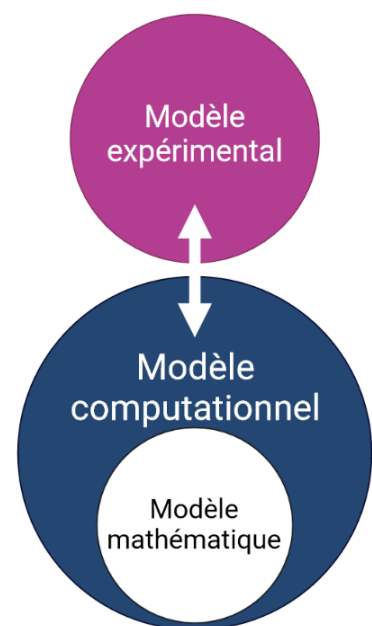 Modèle
expérimental
Modèle
computationnel
Modèle
mathématique